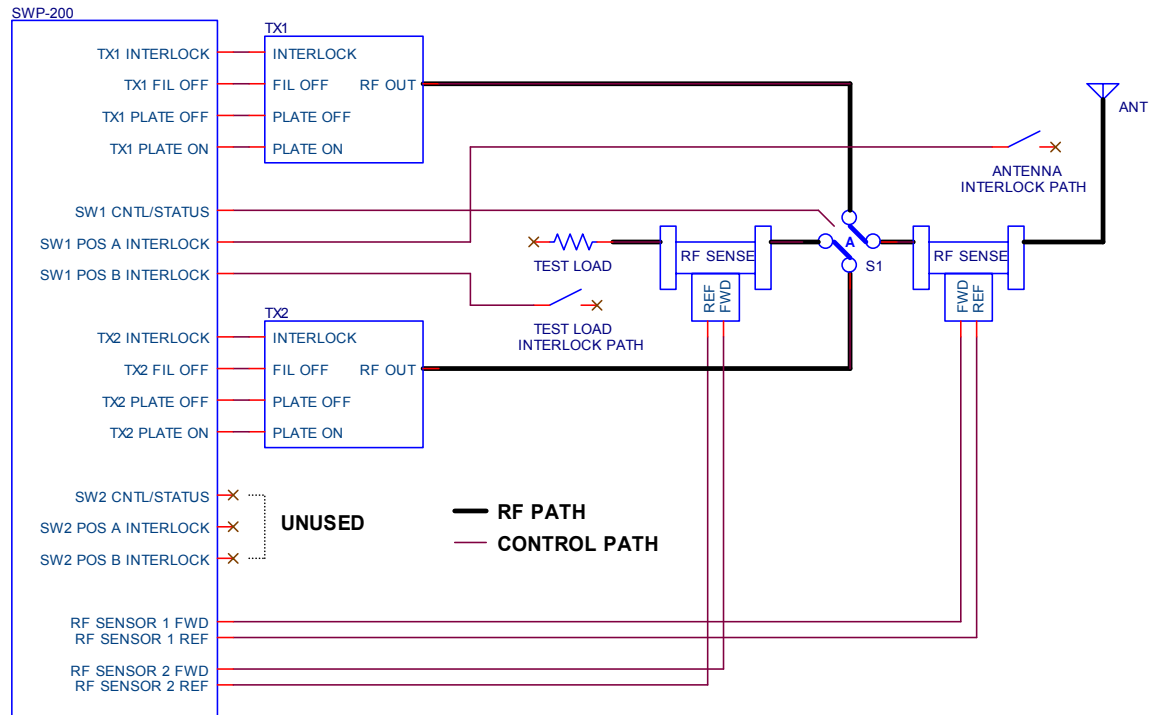 SWP-200
TX1 INTERLOCK
TX1 FIL OFF
TX1 PLATE OFF
TX1 PLATE ON
SW1 CNTL/STATUS
SW1 POS A INTERLOCK
SW1 POS B INTERLOCK
TX2 INTERLOCK
TX2 FIL OFF
TX2 PLATE OFF
TX2 PLATE ON
SW2 CNTL/STATUS
SW2 POS A INTERLOCK
SW2 POS B INTERLOCK
RF SENSOR 1 FWD
RF SENSOR 1 REF
RF SENSOR 2 FWD
RF SENSOR 2 REF
TX1
INTERLOCK
FIL OFF
RF OUT
PLATE OFF
PLATE ON
TX2
INTERLOCK
FIL OFF
RF OUT
PLATE OFF
PLATE ON
UNUSED
TEST LOAD
TEST LOAD
INTERLOCK PATH
RF SENSE
REF
FWD
A
S1
RF SENSE
FWD
REF
ANTENNA
INTERLOCK PATH
ANT
RF PATH
CONTROL PATH